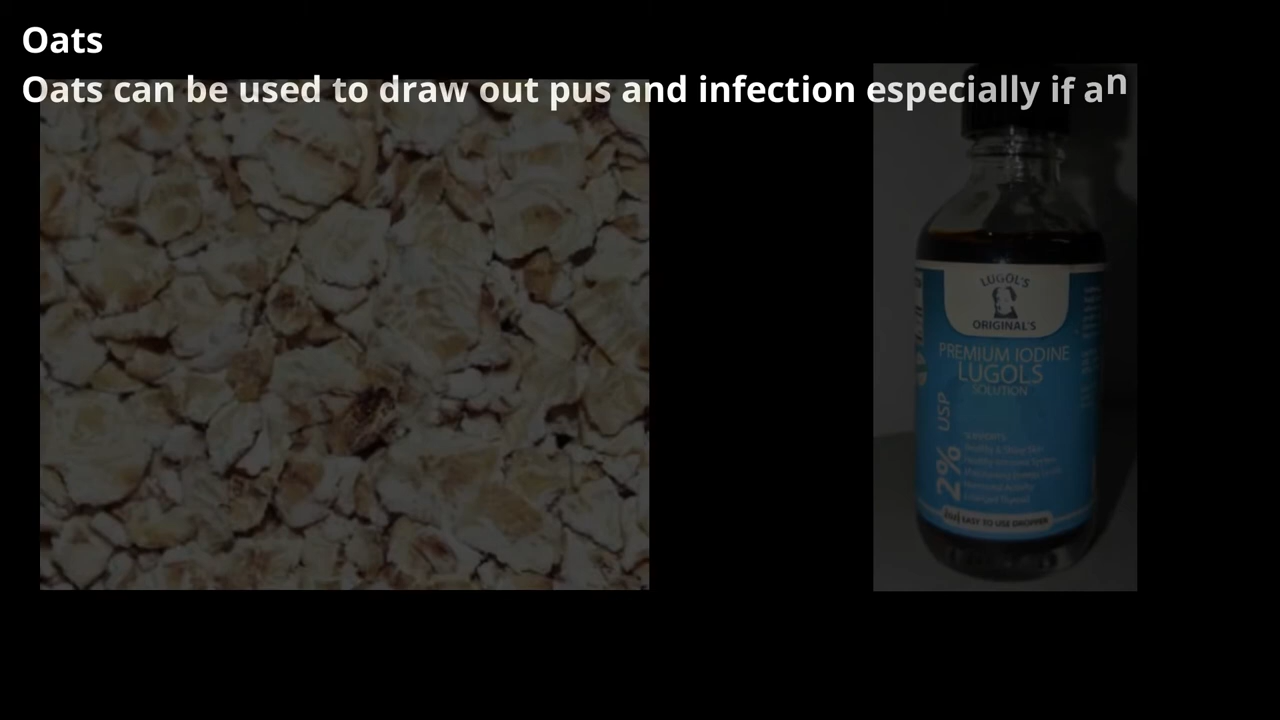 Oats
Oats can be used to draw out pus and infection especially if an
LUGOL'S
ORIGINAL'S
PREMIUM IODINE
LUGOLS
SOLUTION
2% USP
EASY TO USE DROPPER